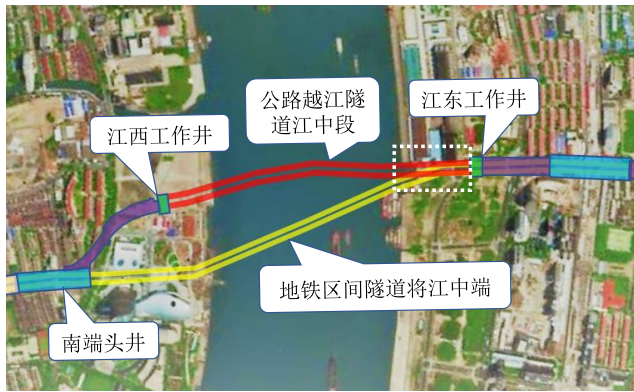 公路越江隧
道江中段
江东工作井
江西工作井
地铁区间隧道将江中端
南端头井